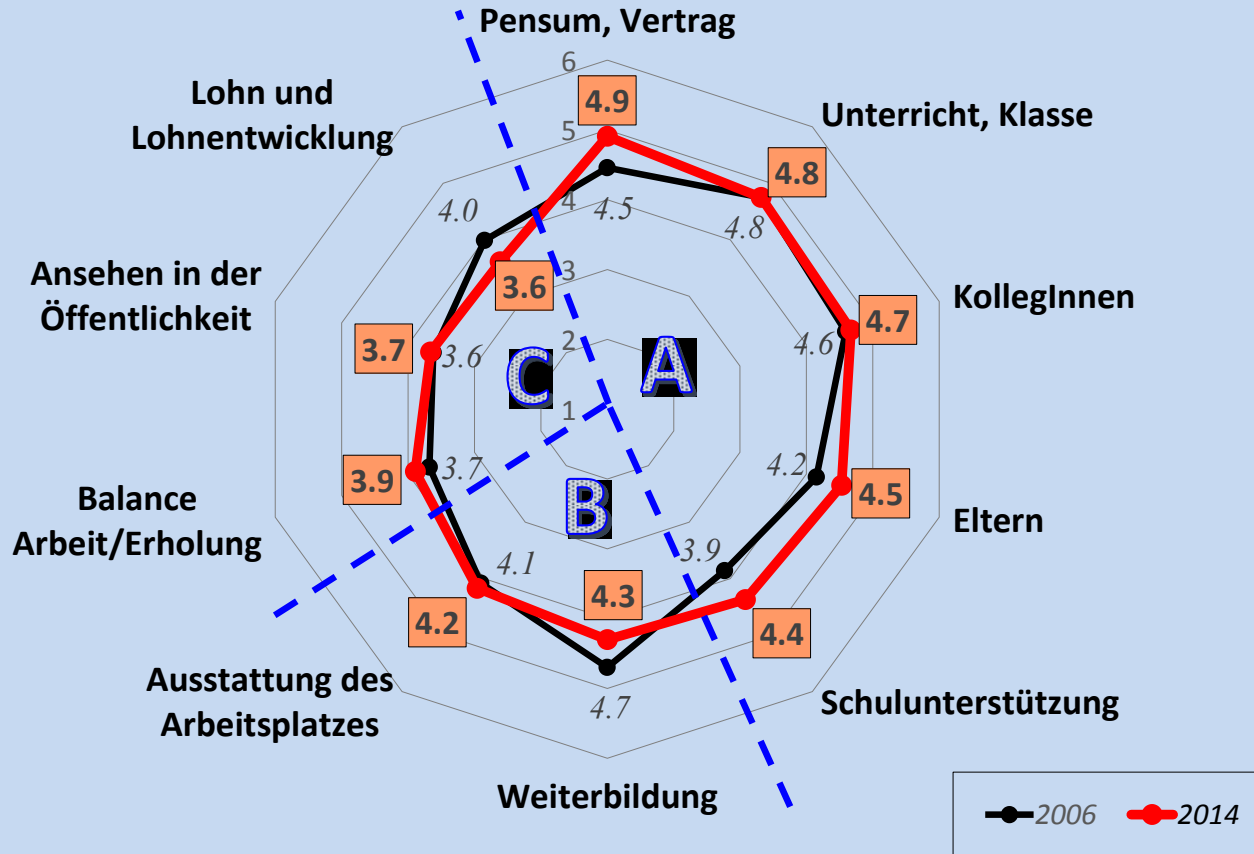 Pensum, Vertrag
6
Lohn und
Lohnentwicklung
4.9
Unterricht, Klasse
5
4.8
4.0
4
4.5
4.8
Ansehen in der
Öffentlichkeit
3
3.6
KollegInnen
4.7
3.7
3.6
2
4.6
C
A
1
4.2
3.9
3.7
4.5
Balance
Arbeit/Erholung
B
Eltern
4.1
3.9
4.3
4.2
4.4
Ausstattung des
Arbeitsplatzes
Schulunterstützung
4.7
Weiterbildung
2006
2014